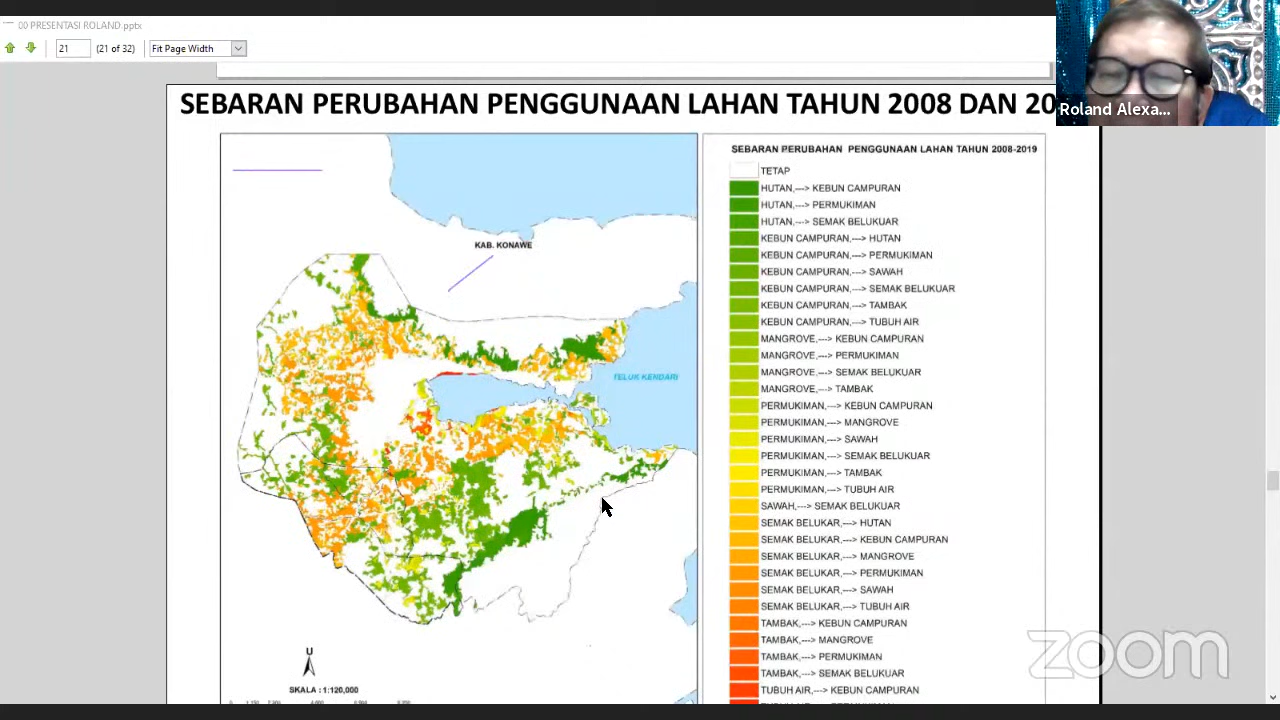 00 PRESENTASI ROLAND.pptx
21 (21 of 32) Fit Page Width
Roland Alexa...
SEBARAN PERUBAHAN PENGGUNAAN LAHAN TAHUN 2008 DAN 20
SEBARAN PERUBAHAN PENGGUNAAN LAHAN TAHUN 2008-2019
TETAP
HUTAN,---> KEBUN CAMPURAN
HUTAN,---> PERMUKIMAN
HUTAN,---> SEMAK BELUKUAR
KEBUN CAMPURAN,---> HUTAN
KEBUN CAMPURAN,---> PERMUKIMAN
KEBUN CAMPURAN,---> SAWAH
KEBUN CAMPURAN,---> SEMAK BELUKUAR
KEBUN CAMPURAN,---> TAMBAK
KEBUN CAMPURAN,---> TUBUH AIR
MANGROVE,---> KEBUN CAMPURAN
MANGROVE,---> PERMUKIMAN
MANGROVE,---> SEMAK BELUKUAR
MANGROVE,---> TAMBAK
PERMUKIMAN,---> KEBUN CAMPURAN
PERMUKIMAN,---> MANGROVE
PERMUKIMAN,---> SAWAH
PERMUKIMAN,---> SEMAK BELUKUAR
PERMUKIMAN,---> TAMBAK
PERMUKIMAN,---> TUBUH AIR
SAWAH,---> SEMAK BELUKUAR
SEMAK BELUKAR,---> HUTAN
SEMAK BELUKAR,---> KEBUN CAMPURAN
SEMAK BELUKAR,---> MANGROVE
SEMAK BELUKAR,---> PERMUKIMAN
SEMAK BELUKAR,---> SAWAH
SEMAK BELUKAR,---> TUBUH AIR
TAMBAK,---> KEBUN CAMPURAN
TAMBAK,---> MANGROVE
TAMBAK,---> PERMUKIMAN
TAMBAK,---> SEMAK BELUKUAR
TUBUH AIR,---> KEBUN CAMPURAN
KAB. KONAWE
TELUK KENDARI
U
SKALA : 1:120,000
zoom